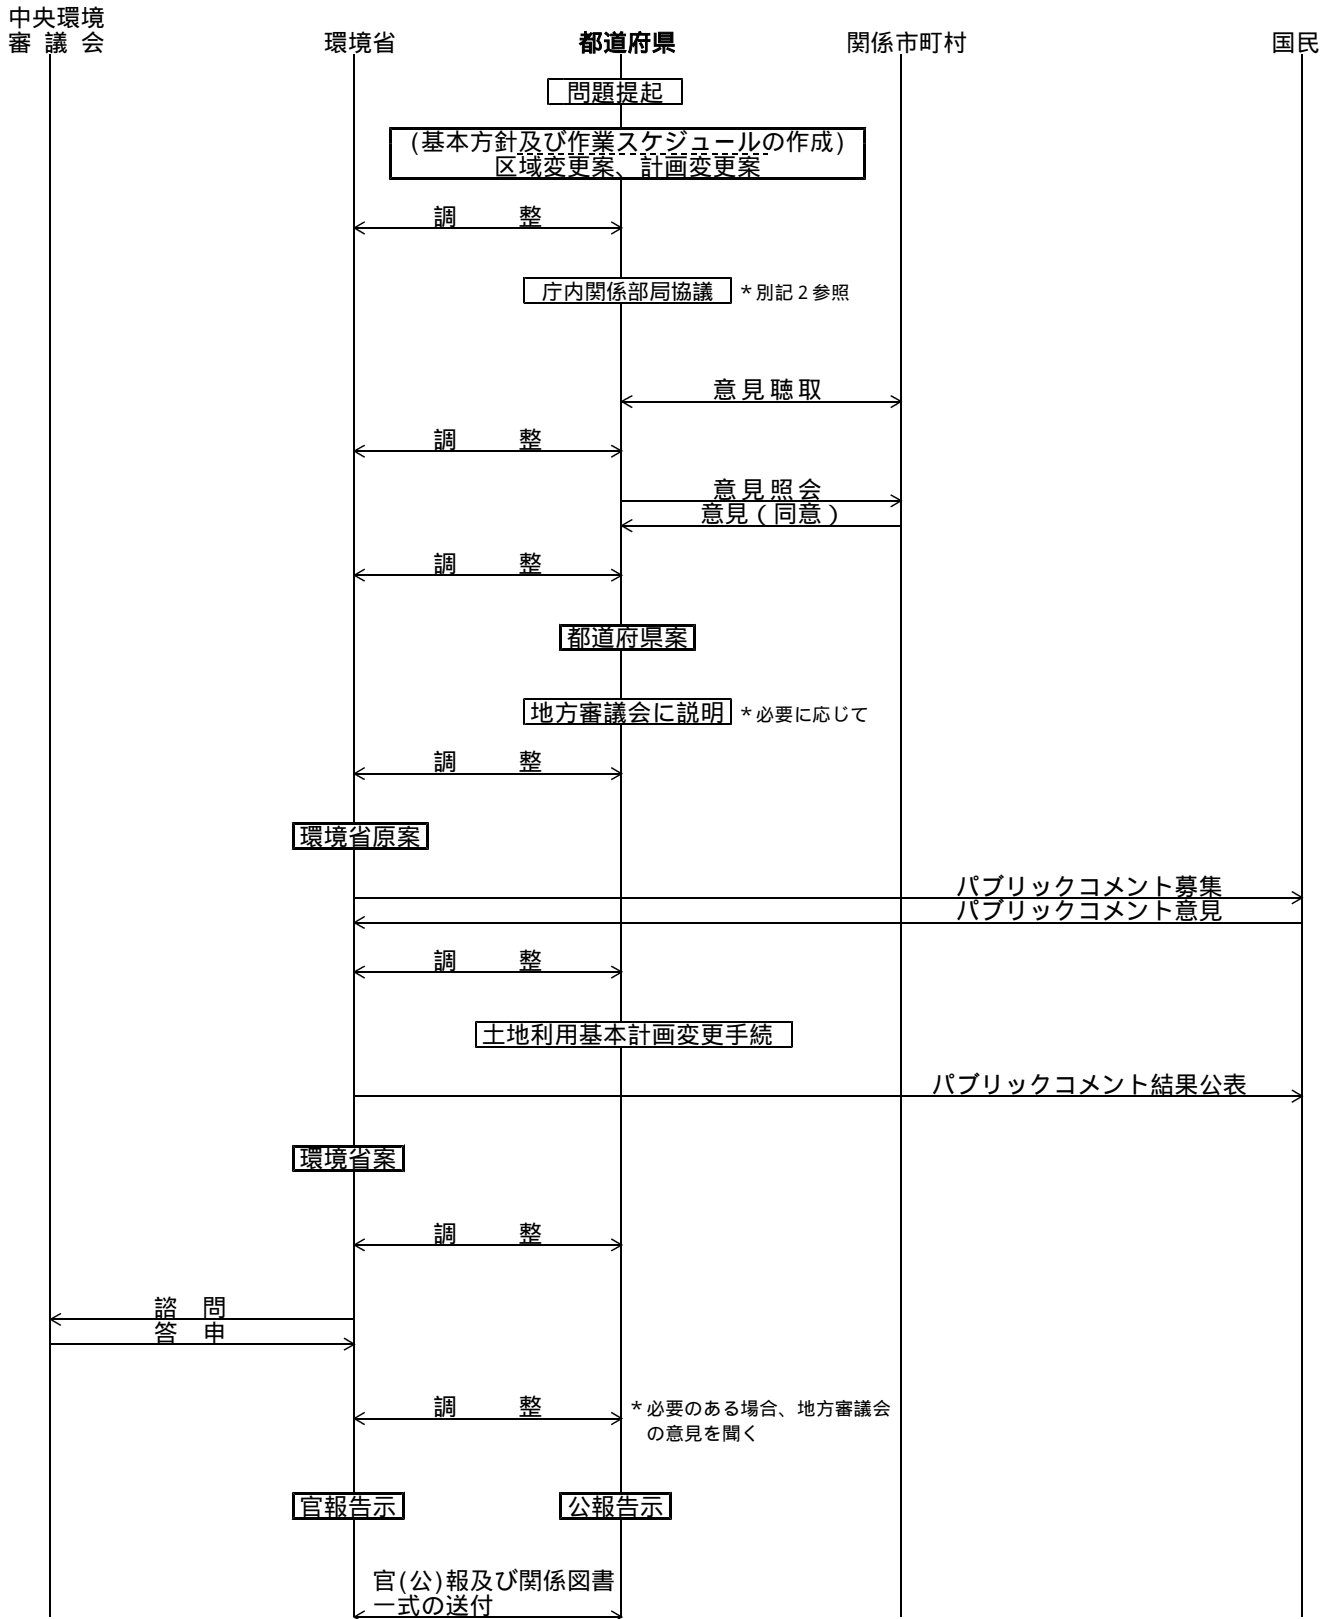 中央環境
審議会
環境省
都道府県
関係市町村
国民
問題提起
(基本方針及び作業スケジュールの作成)
区域変更案、計画変更案
調　整
庁内関係部局協議
*別記2参照
意見聴取
調　整
意見照会
意見(同意)
調　整
都道府県案
地方審議会に説明
*必要に応じて
調　整
環境省原案
パブリックコメント募集
パブリックコメント意見
調　整
土地利用基本計画変更手続
パブリックコメント結果公表
環境省案
調　整
諮　問
答　申
調　整
*必要のある場合、地方審議会
の意見を聞く
官報告示
公報告示
官(公)報及び関係図書
一式の送付